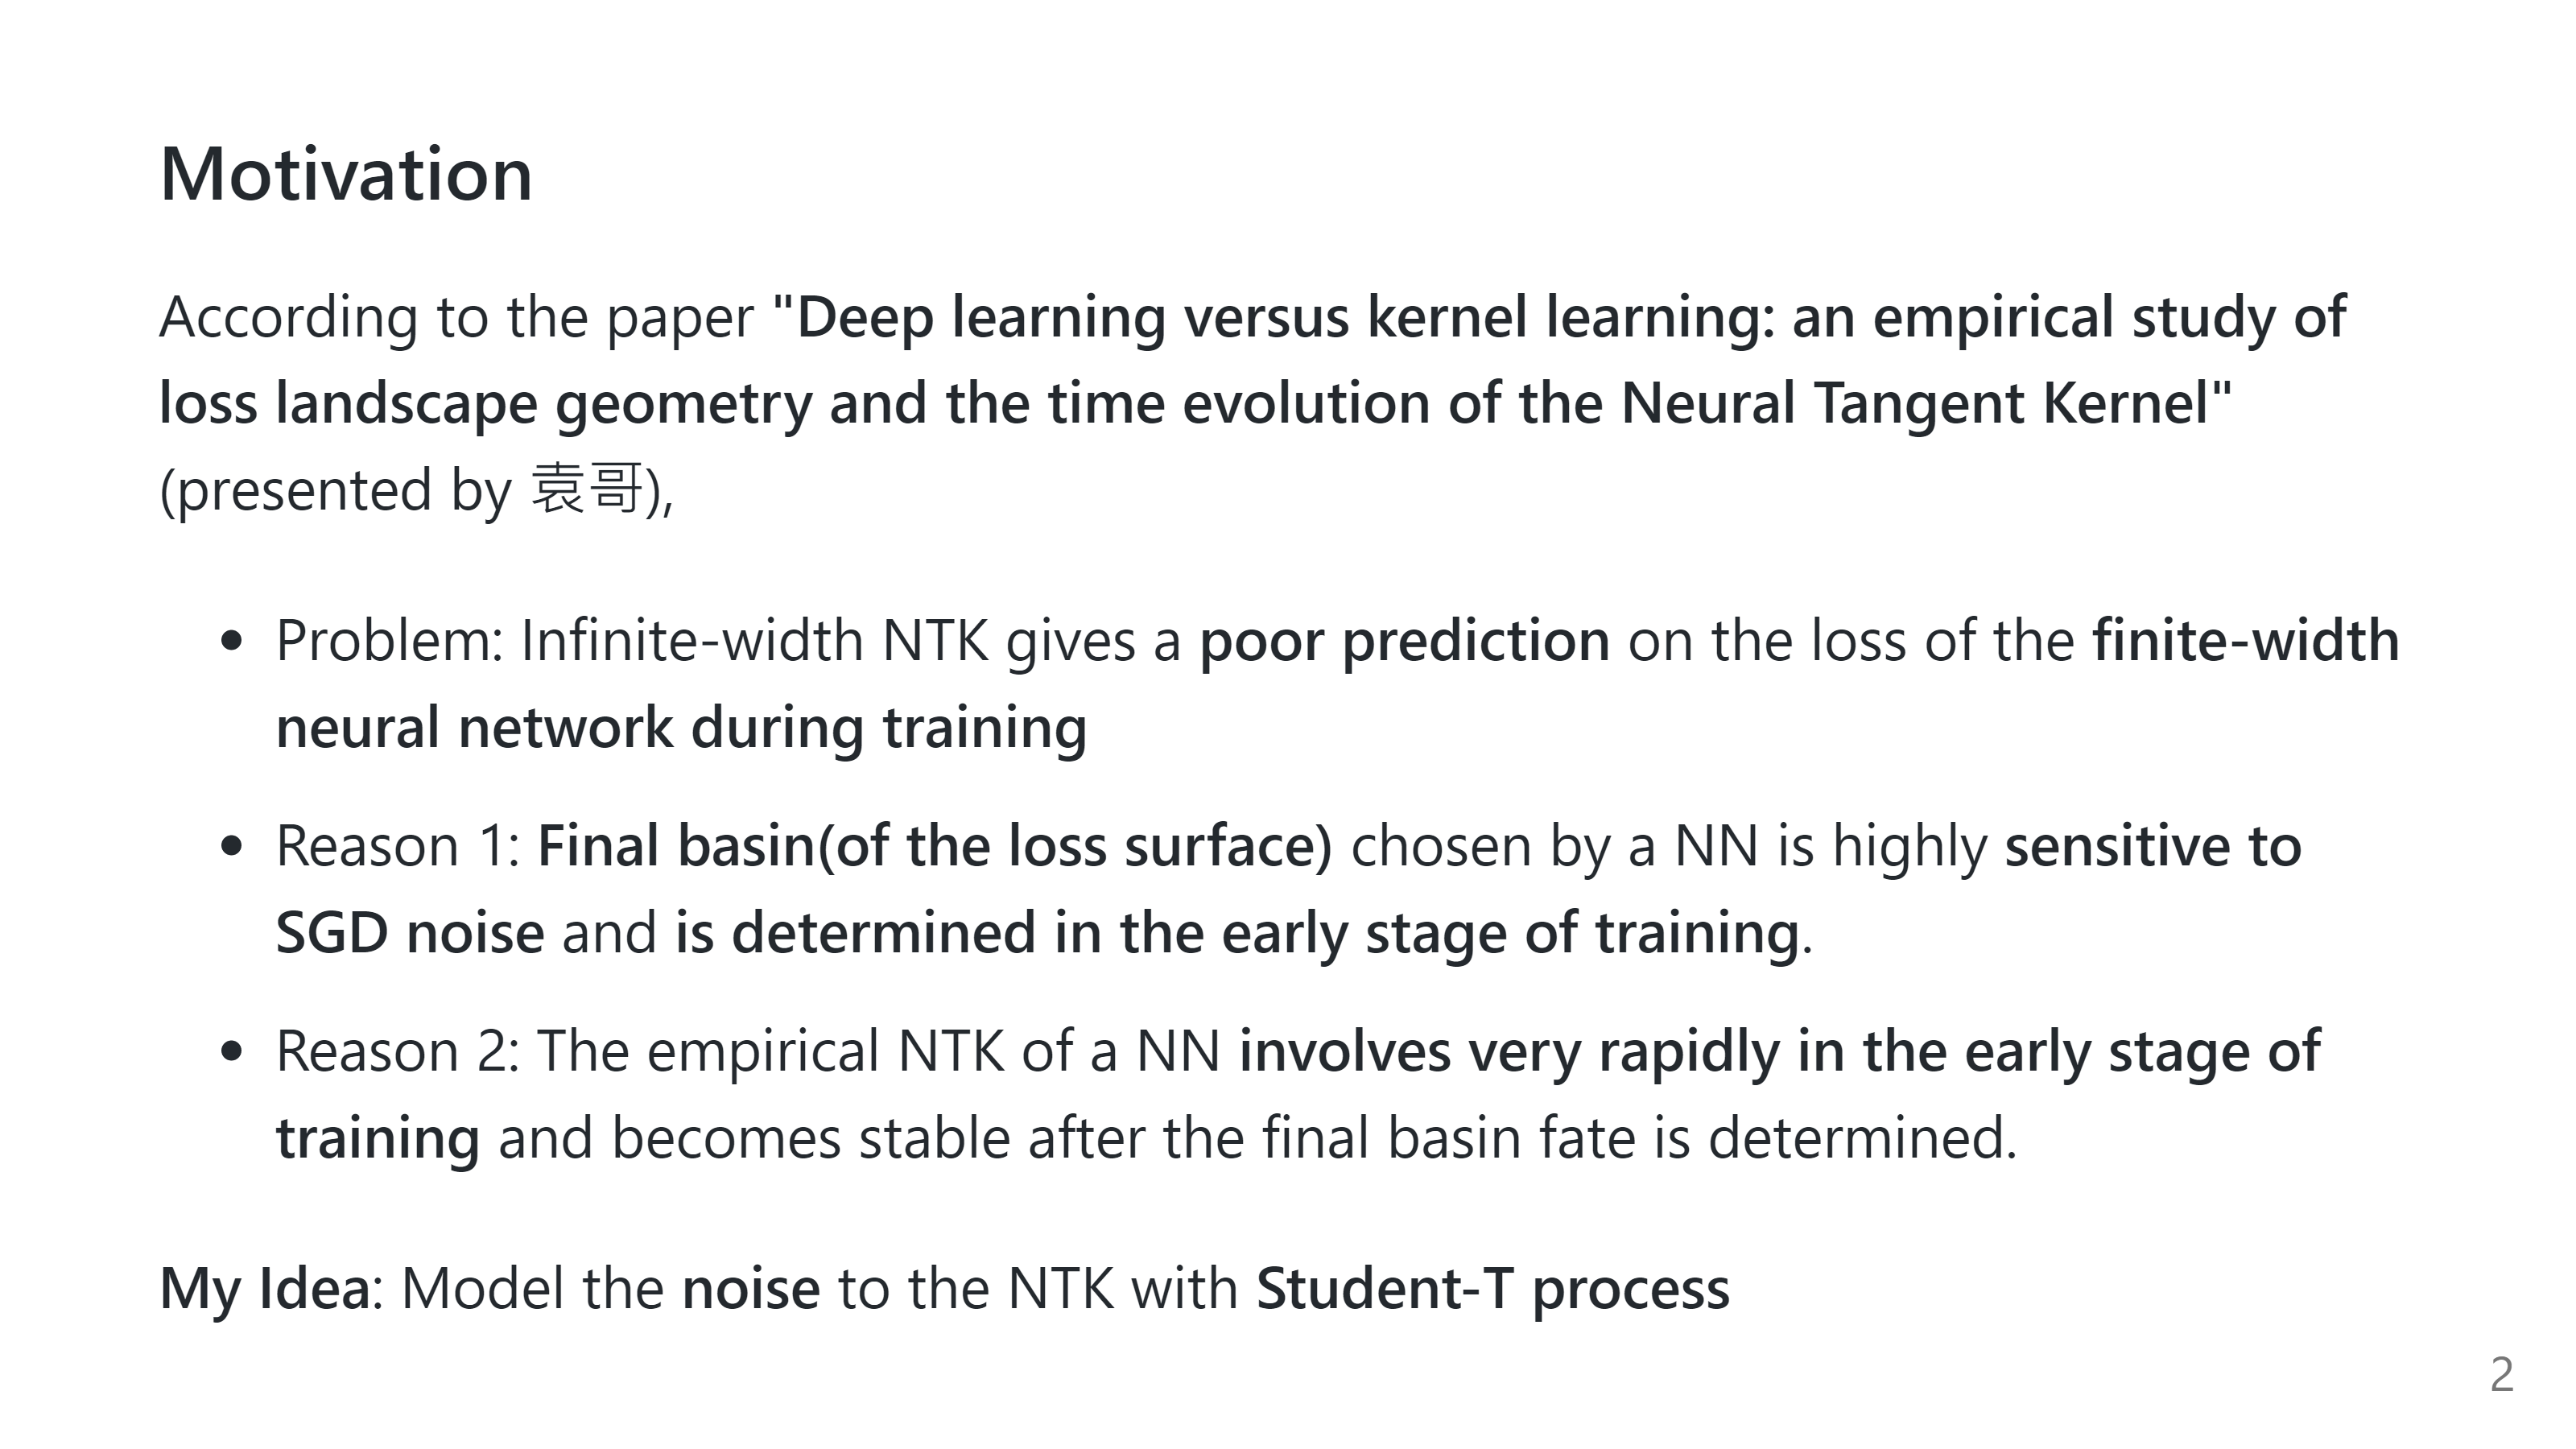 Motivation
According to the paper "Deep learning versus kernel learning: an empirical study of
loss landscape geometry and the time evolution of the Neural Tangent Kernel"
(presented by 袁哥),
• Problem: Infinite-width NTK gives a poor prediction on the loss of the finite-width
neural network during training
• Reason 1: Final basin(of the loss surface) chosen by a NN is highly sensitive to
SGD noise and is determined in the early stage of training.
• Reason 2: The empirical NTK of a NN involves very rapidly in the early stage of
training and becomes stable after the final basin fate is determined.
My Idea: Model the noise to the NTK with Student-T process
2